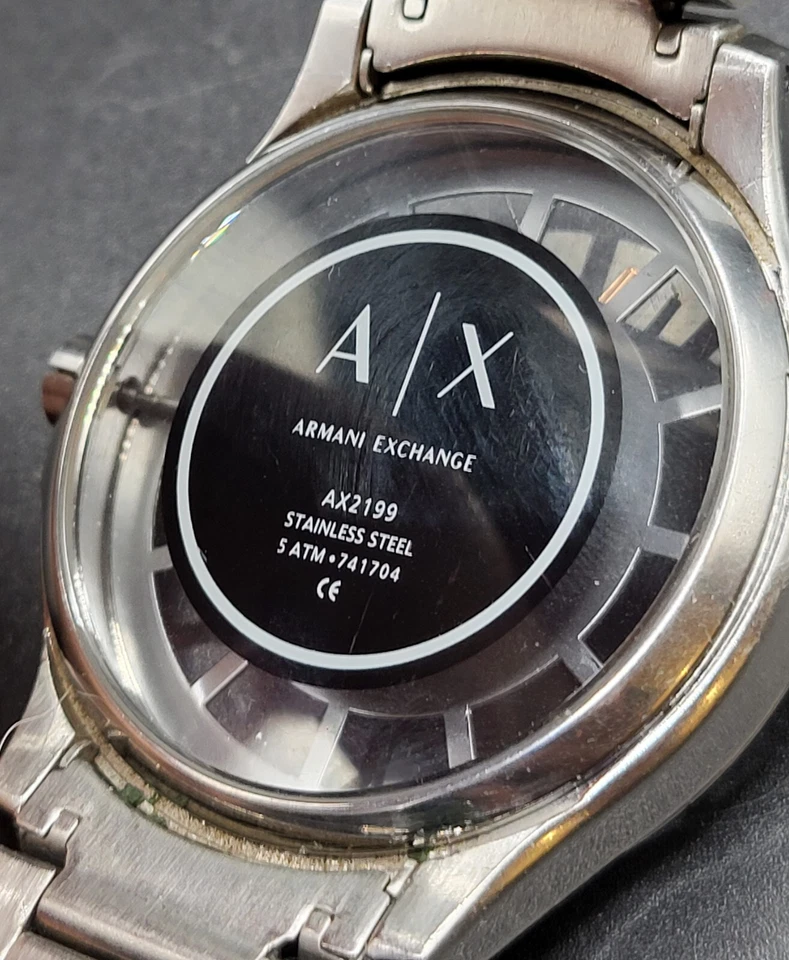 A|X
ARMANI EXCHANGE
AX2199
STAINLESS STEEL
5 ATM • 741704
CE